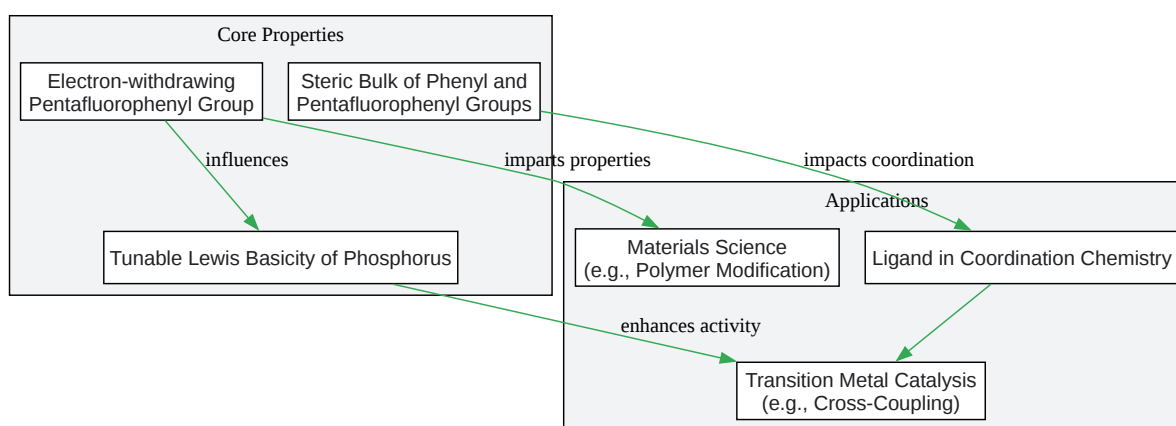 Core Properties
Electron-withdrawing
Pentafluorophenyl Group
Steric Bulk of Phenyl and
Pentafluorophenyl Groups
influences
imparts properties
impacts coordination
Applications
Tunable Lewis Basicity of Phosphorus
Materials Science
(e.g., Polymer Modification)
Ligand in Coordination Chemistry
enhances activity
Transition Metal Catalysis
(e.g., Cross-Coupling)